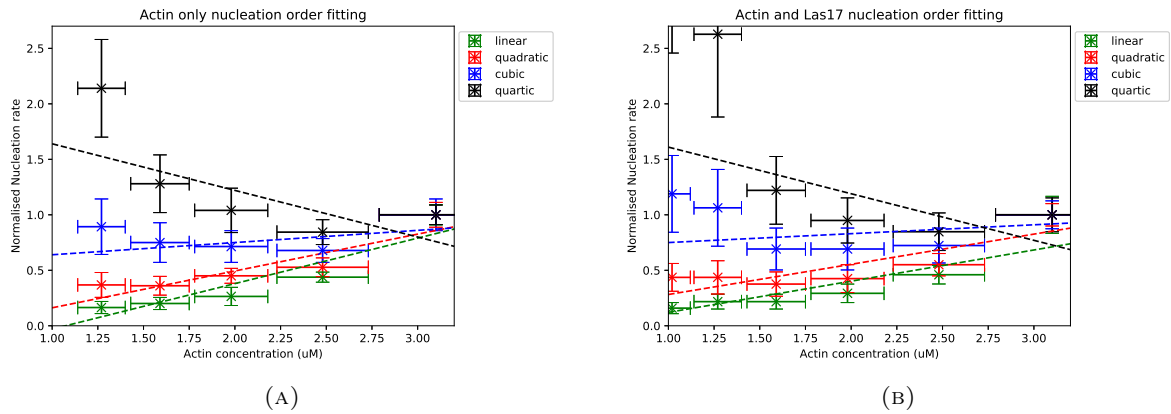 Actin only nucleation order fitting
Normalised Nucleation rate
2.5
2.0
1.5
1.0
0.5
0.0
1.00 1.25 1.50 1.75 2.00 2.25 2.50 2.75 3.00
Actin concentration (uM)
linear
quadratic
cubic
quartic
(A)
Actin and Las17 nucleation order fitting
Normalised Nucleation rate
2.5
2.0
1.5
1.0
0.5
0.0
1.00 1.25 1.50 1.75 2.00 2.25 2.50 2.75 3.00
Actin concentration (uM)
linear
quadratic
cubic
quartic
(B)